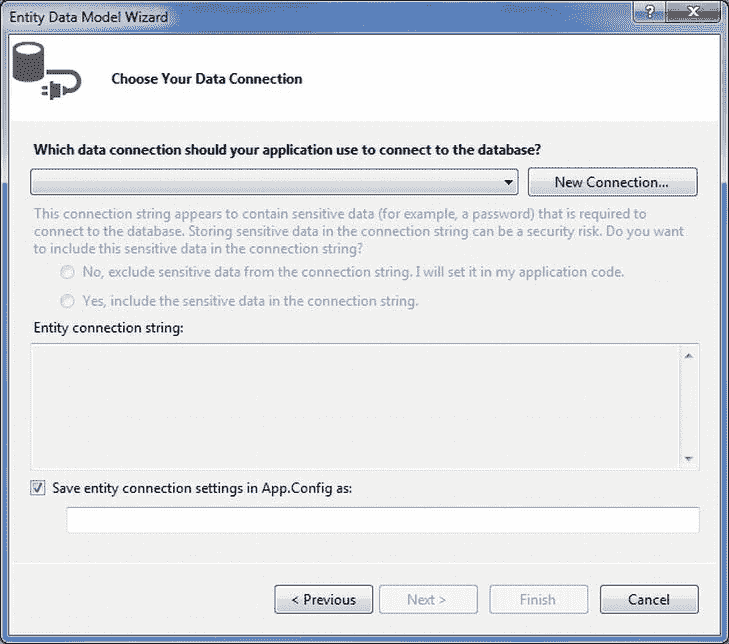 Entity Data Model Wizard
?
Choose Your Data Connection
Which data connection should your application use to connect to the database?
New Connection...
This connection string appears to contain sensitive data (for example, a password) that is required to
connect to the database. Storing sensitive data in the connection string can be a security risk. Do you want
to include this sensitive data in the connection string?
No, exclude sensitive data from the connection string. I will set it in my application code.
Yes, include the sensitive data in the connection string.
Entity connection string:
Save entity connection settings in App.Config as:
< Previous Next > Finish Cancel